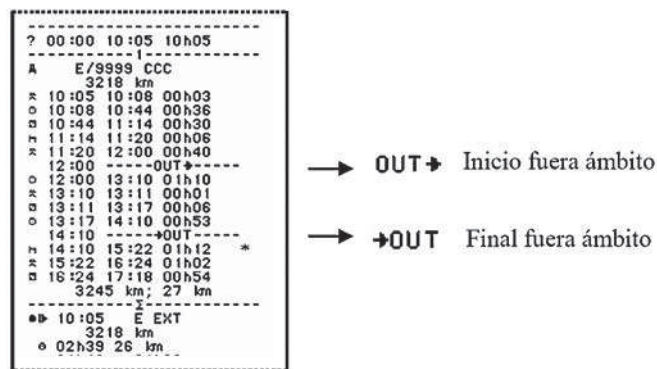 ? 00:00 10:05 10h05
1
E/9999 CCC
3218 km
10:05 10:08 00h03
10:08 10:44 00h36
10:44 11:14 00h30
11:14 11:20 00h06
11:20 12:00 00h40
12:00 ------OUT→-----
12:00 13:10 01h10
13:10 13:11 00h01
13:11 13:17 00h06
13:17 14:10 00h53
14:10 ------→OUT-----
14:10 15:22 01h12 *
15:22 16:24 01h02
16:24 17:18 00h54
3245 km; 27 km
Σ
10:05 E EXT
3218 km
02h39 26 km
→ OUT→ Inicio fuera ámbito
→ →OUT Final fuera ámbito